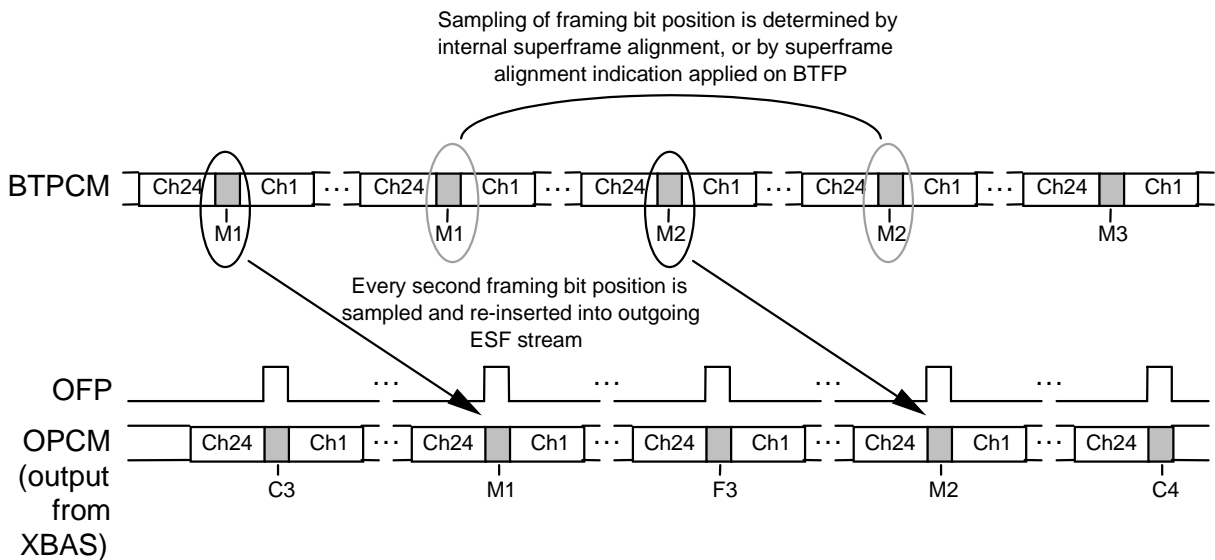 Sampling of framing bit position is determined by
internal superframe alignment, or by superframe
alignment indication applied on BTFP
BTPCM
Ch24 Ch1 ... Ch24 Ch1 ... Ch24 Ch1 ... Ch24 Ch1 ... Ch24 Ch1
M1 M1 M2 M2 M3
Every second framing bit position is
sampled and re-inserted into outgoing
ESF stream
OFP ... ... ... ...
OPCM
(output
from
XBAS)
Ch24 Ch1 ... Ch24 Ch1 ... Ch24 Ch1 ... Ch24 Ch1 ... Ch24
C3 M1 F3 M2 C4